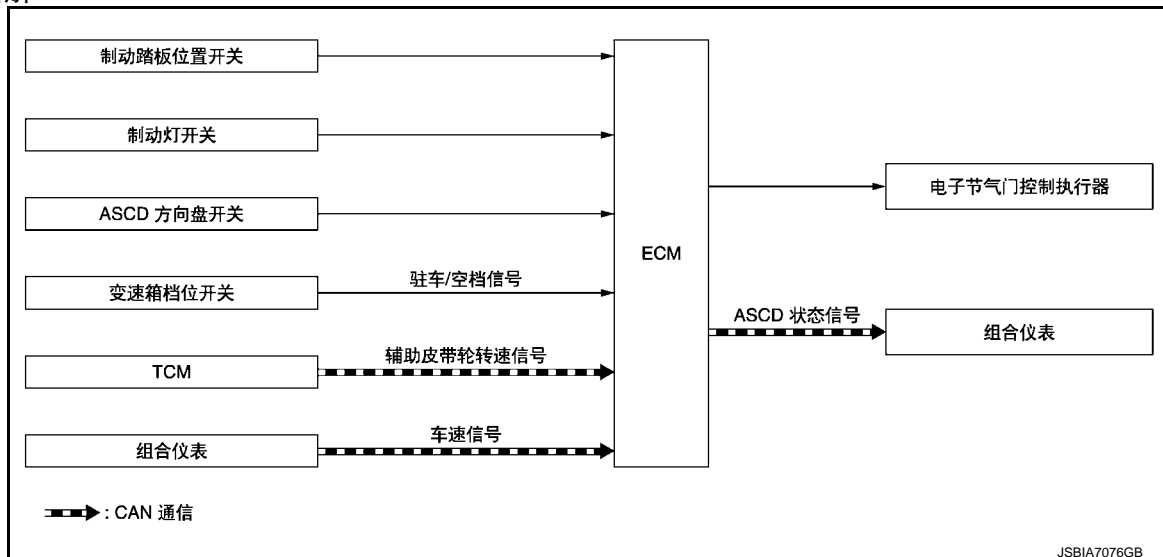 制动踏板位置开关
制动灯开关
ASCD 方向盘开关
变速箱档位开关
TCM
组合仪表
驻车/空档信号
辅助皮带轮转速信号
车速信号
ECM
ASCD 状态信号
电子节气门控制执行器
组合仪表
: CAN 通信
JSBIA7076GB